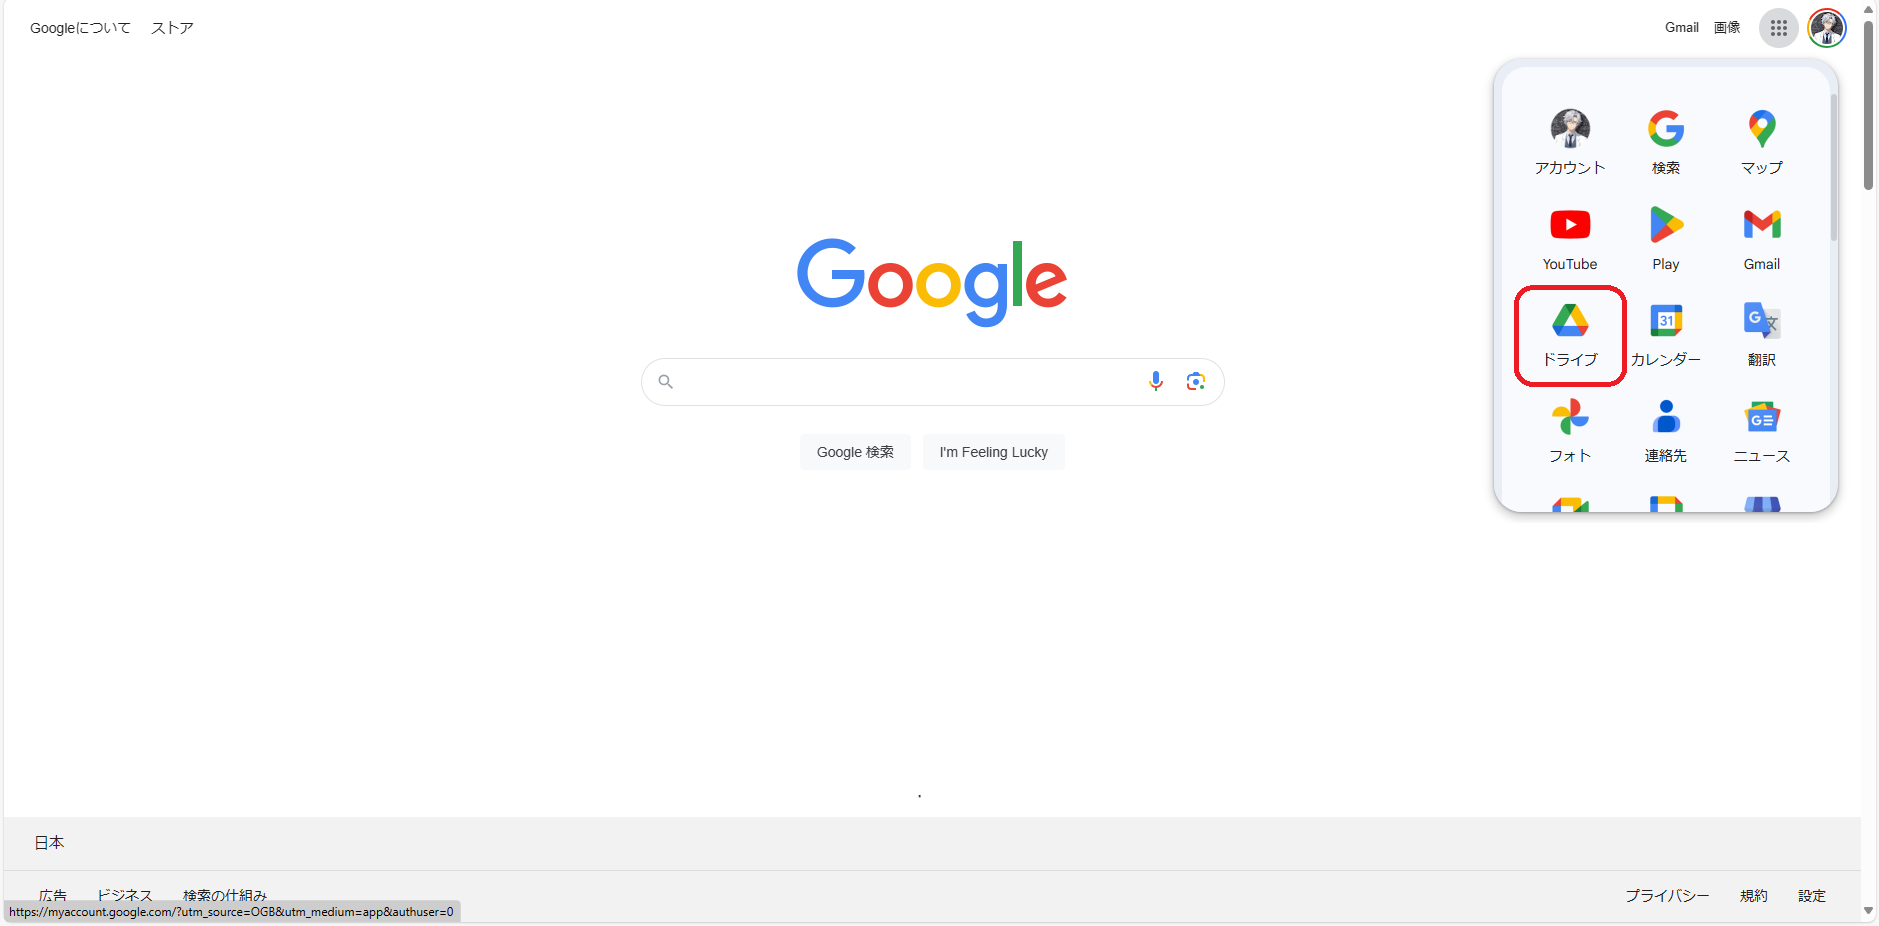 Googleについて ストア
Gmail 画像
アカウント 検索 マップ
YouTube Play Gmail
ドライブ カレンダー 翻訳
フォト 連絡先 ニュース
Google
Google 検索 I'm Feeling Lucky
日本
広告 ビジネス 検索の仕組み
プライバシー 規約 設定
https://myaccount.google.com/?utm_source=OGB&utm_medium=app&authuser=0